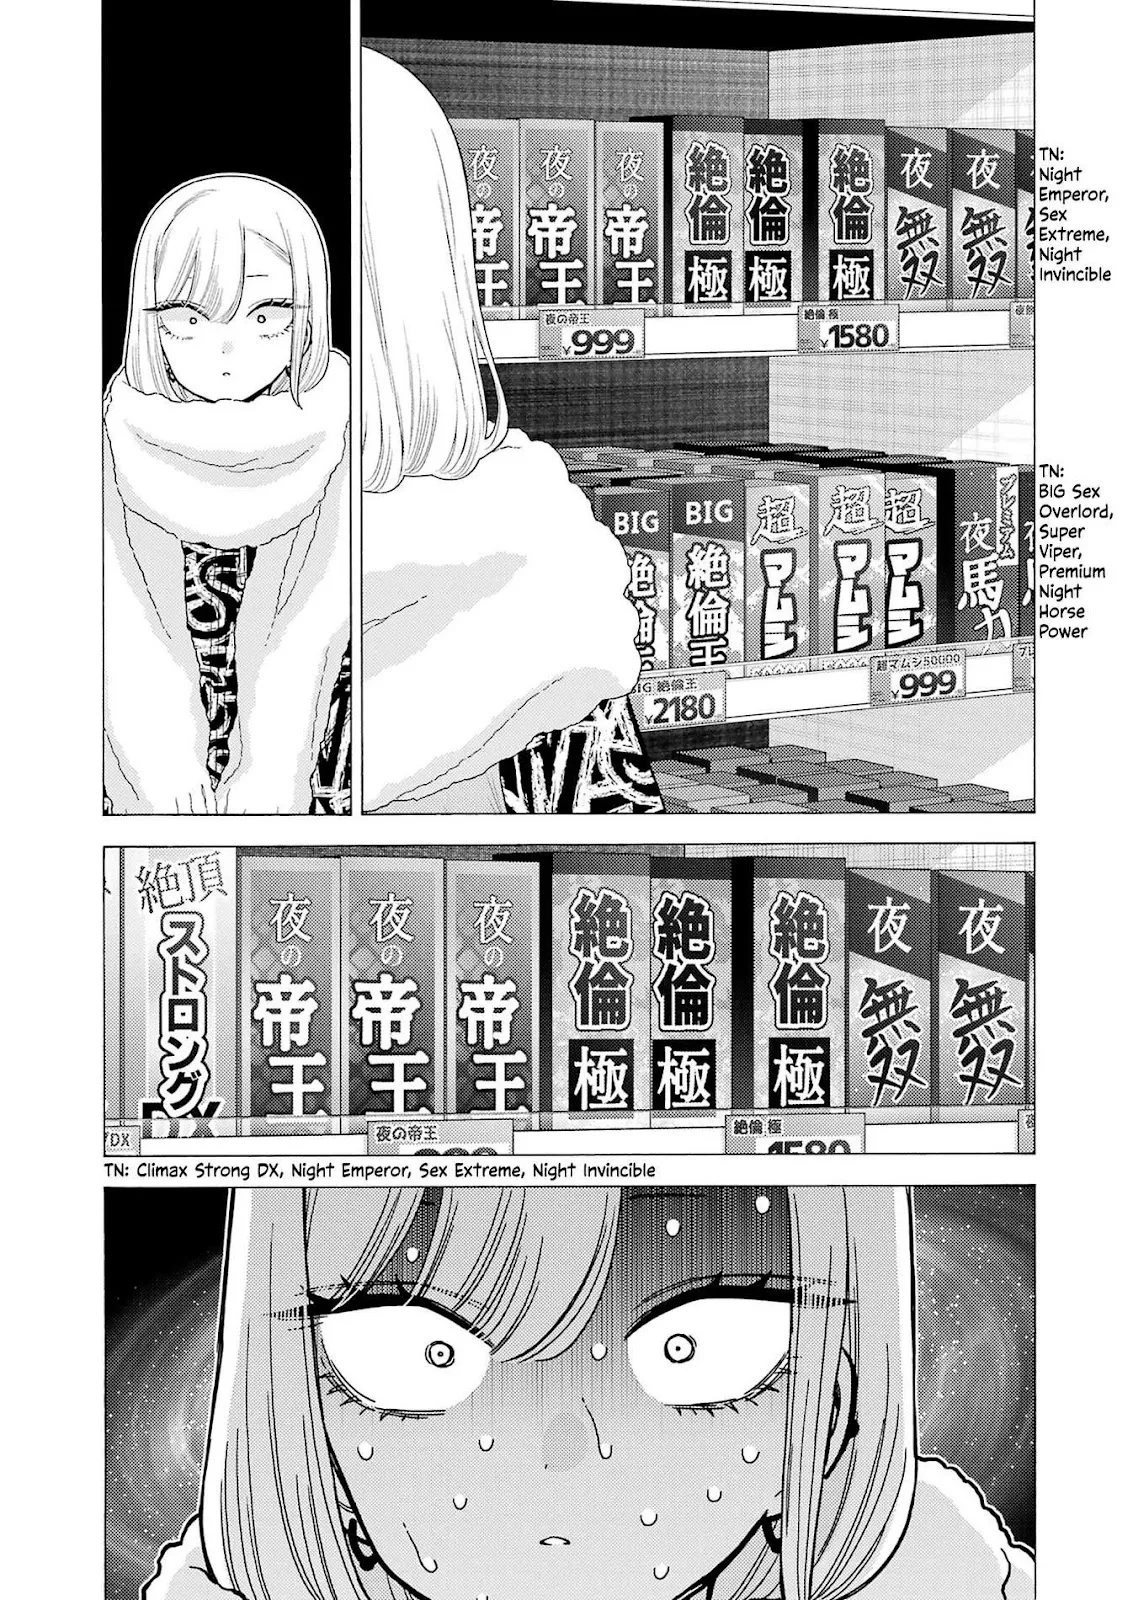 夜の帝王
夜の帝王
夜の帝王
絶倫 極
絶倫 極
絶倫 極
夜 無双
夜 無双
夜の帝王
¥999
絶倫 極
¥1580
TN:
Night
Emperor,
Sex
Extreme,
Night
Invincible
BIG 絶倫王
BIG 絶倫王
超マムシ
超マムシ
超マムシ
プレミアム
夜馬力
BIG 絶倫王
¥2180
超マムシ50000
¥999
TN:
BIG Sex
Overlord,
Super
Viper,
Premium
Night
Horse
Power
絶頂
ストロング
DX
夜の帝王
夜の帝王
夜の帝王
絶倫 極
絶倫 極
絶倫 極
夜 無双
夜 無双
DX
夜の帝王
絶倫 極
1580
TN: Climax Strong DX, Night Emperor, Sex Extreme, Night Invincible